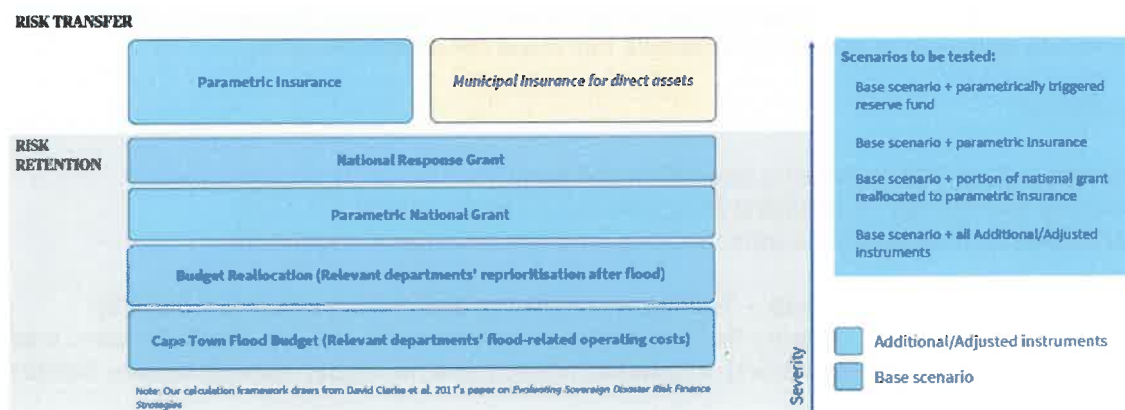 RISK TRANSFER
Parametric Insurance
Municipal Insurance for direct assets
RISK
RETENTION
National Response Grant
Parametric National Grant
Budget Reallocation (Relevant departments' reprioritisation after flood)
Cape Town Flood Budget (Relevant departments' flood-related operating costs)
Note: Our calculation framework draws from David Clarke et al. 2017's paper on Evaluating Sovereign Disaster Risk Finance
Strategies
Severity
Scenarios to be tested:
Base scenario + parametrically triggered
reserve fund
Base scenario + parametric insurance
Base scenario + portion of national grant
reallocated to parametric insurance
Base scenario + all Additional/Adjusted
instruments
Additional/Adjusted instruments
Base scenario